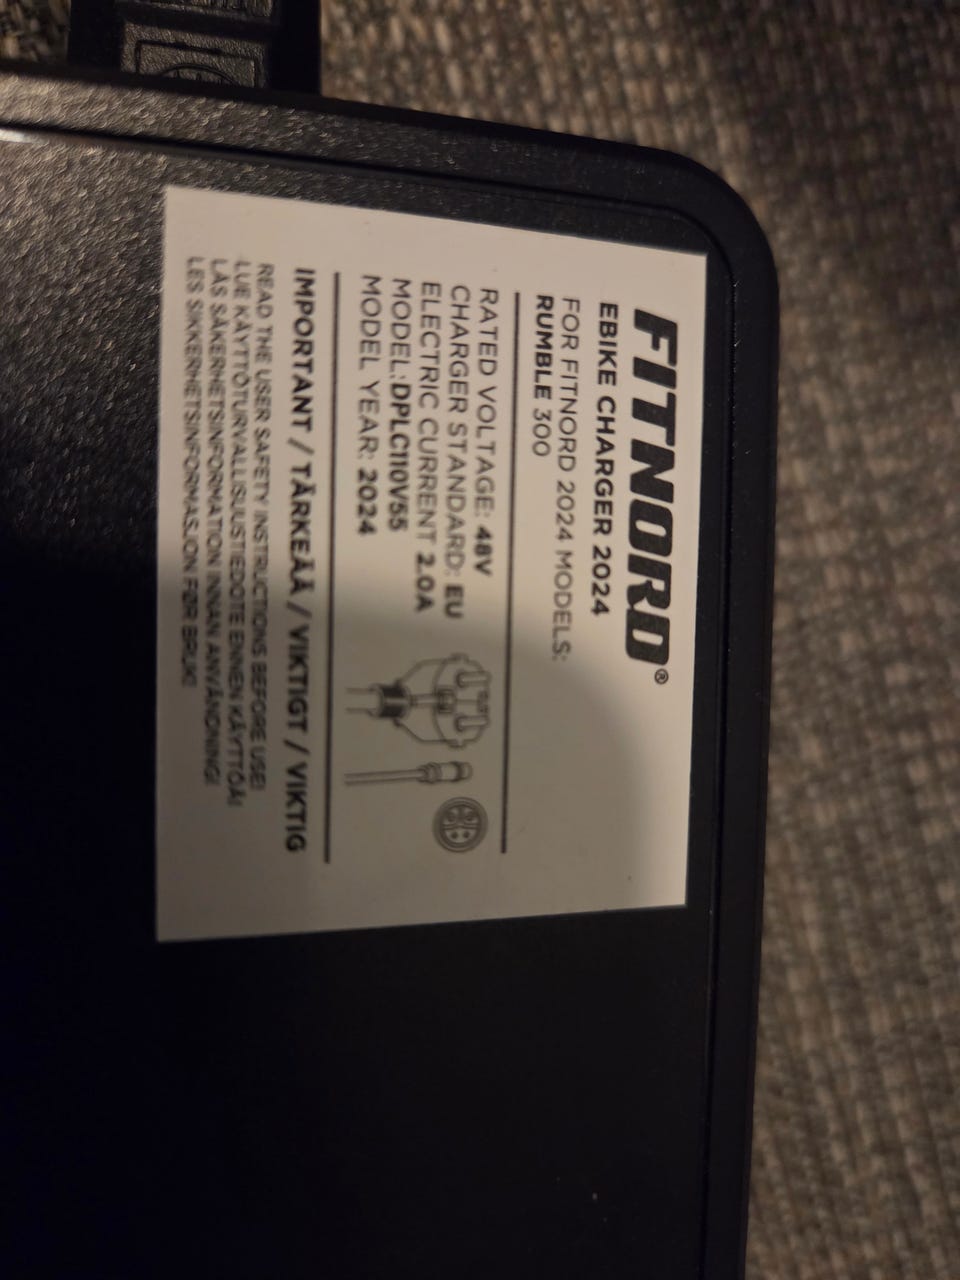 FITNORD®
EBIKE CHARGER 2024
FOR FITNORD 2024 MODELS:
RUMBLE 300
RATED VOLTAGE: 48V
CHARGER STANDARD: EU
ELECTRIC CURRENT 2.0A
MODEL:DPLC110V55
MODEL YEAR: 2024
IMPORTANT / TÄRKEÄÄ / VIKTIGT / VIKTIG
READ THE USER SAFETY INSTRUCTIONS BEFORE USE!
LUE KÄYTTÖTURVALLISUUSTIEDOTE ENNEN KÄYTTÖÄ!
LÄS SÄKERHETSINFORMATION INNAN ANVÄNDNING!
LES SIKKERHETSINFORMASJON FØR BRUK!